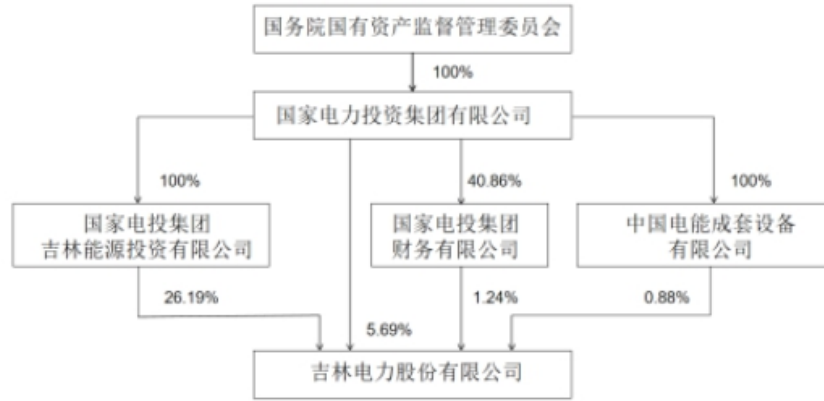 国务院国有资产监督管理委员会
100%
国家电力投资集团有限公司
100%
40.86%
100%
国家电投集团
吉林能源投资有限公司
国家电投集团
财务有限公司
中国电能成套设备
有限公司
26.19%
5.69%
1.24%
0.88%
吉林电力股份有限公司